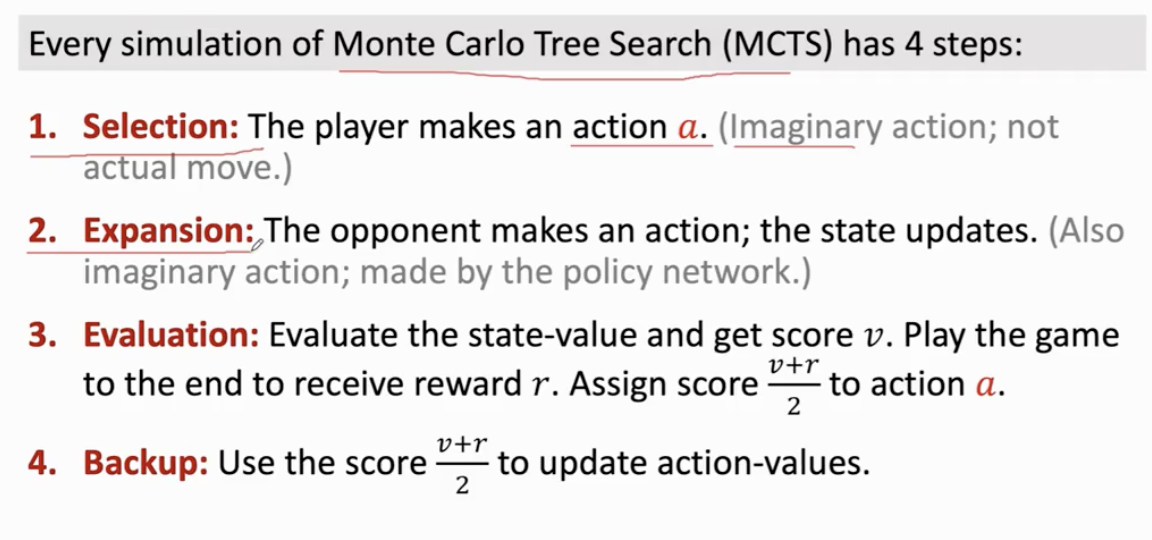 Every simulation of Monte Carlo Tree Search (MCTS) has 4 steps:
1. Selection: The player makes an action a. (Imaginary action; not
actual move.)
2. Expansion: The opponent makes an action; the state updates. (Also
imaginary action; made by the policy network.)
3. Evaluation: Evaluate the state-value and get score v. Play the game
to the end to receive reward r. Assign score (v+r)/2 to action a.
4. Backup: Use the score (v+r)/2 to update action-values.